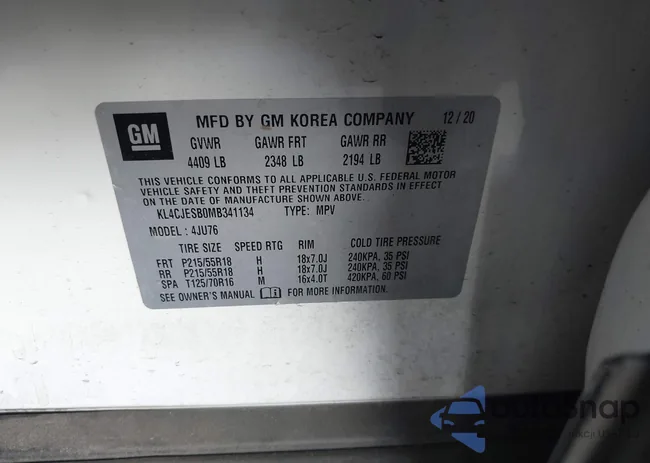 GM
MFD BY GM KOREA COMPANY 12/20
GVWR GAWR FRT GAWR RR
4409 LB 2348 LB 2194 LB
THIS VEHICLE CONFORMS TO ALL APPLICABLE U.S. FEDERAL MOTOR
VEHICLE SAFETY AND THEFT PREVENTION STANDARDS IN EFFECT
ON THE DATE OF MANUFACTURE SHOWN ABOVE.
KL4CJESB0MB341134 TYPE: MPV
MODEL: 4JU76
TIRE SIZE SPEED RTG RIM COLD TIRE PRESSURE
FRT P215/55R18 H 18x7.0J 240KPA, 35 PSI
RR P215/55R18 H 18x7.0J 240KPA, 35 PSI
SPA T125/70R16 M 16x4.0T 420KPA, 60 PSI
SEE OWNER'S MANUAL FOR MORE INFORMATION.
autosnap